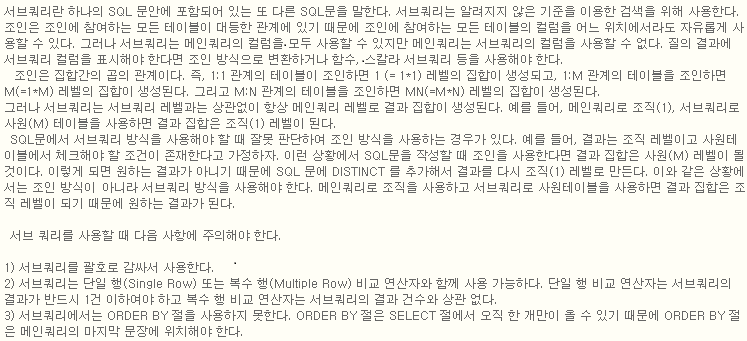 서브쿼리란 하나의 SQL 문안에 포함되어 있는 또 다른 SQL문을 말한다. 서브쿼리는 알려지지 않은 기준을 이용한 검색을 위해 사용한다.
조인은 조인에 참여하는 모든 테이블이 대등한 관계에 있기 때문에 조인에 참여하는 모든 테이블의 컬럼을 어느 위치에서라도 자유롭게 사
용할 수 있다. 그러나 서브쿼리는 메인쿼리의 컬럼을 모두 사용할 수 있지만 메인쿼리는 서브쿼리의 컬럼을 사용할 수 없다. 질의 결과에
서브쿼리 컬럼을 표시해야 한다면 조인 방식으로 변환하거나 함수, 스칼라 서브쿼리 등을 사용해야 한다.
조인은 집합간의 곱의 관계이다. 즉, 1:1 관계의 테이블이 조인하면 1 (= 1*1) 레벨의 집합이 생성되고, 1:M 관계의 테이블을 조인하면
M(=1*M) 레벨의 집합이 생성된다. 그리고 M:N 관계의 테이블을 조인하면 MN(=M*N) 레벨의 집합이 생성된다.
그러나 서브쿼리는 서브쿼리 레벨과는 상관없이 항상 메인쿼리 레벨로 결과 집합이 생성된다. 예를 들어, 메인쿼리로 조직(1), 서브쿼리로
사원(M) 테이블을 사용하면 결과 집합은 조직(1) 레벨이 된다.
SQL문에서 서브쿼리 방식을 사용해야 할 때 잘못 판단하여 조인 방식을 사용하는 경우가 있다. 예를 들어, 결과는 조직 레벨이고 사원테
이블에서 체크해야 할 조건이 존재한다고 가정하자. 이런 상황에서 SQL문을 작성할 때 조인을 사용한다면 결과 집합은 사원(M) 레벨이 될
것이다. 이렇게 되면 원하는 결과가 아니기 때문에 SQL 문에 DISTINCT 를 추가해서 결과를 다시 조직(1) 레벨로 만든다. 이와 같은 상황에
서는 조인 방식이 아니라 서브쿼리 방식을 사용해야 한다. 메인쿼리로 조직을 사용하고 서브쿼리로 사원테이블을 사용하면 결과 집합은 조
직 레벨이 되기 때문에 원하는 결과가 된다.
서브 쿼리를 사용할 때 다음 사항에 주의해야 한다.
1) 서브쿼리를 괄호로 감싸서 사용한다.
2) 서브쿼리는 단일 행(Single Row) 또는 복수 행(Multiple Row) 비교 연산자와 함께 사용 가능하다. 단일 행 비교 연산자는 서브쿼리의
결과가 반드시 1건 이하여야 하고 복수 행 비교 연산자는 서브쿼리의 결과 건수와 상관 없다.
3) 서브쿼리에서는 ORDER BY 절을 사용하지 못한다. ORDER BY 절은 SELECT 절에서 오직 한 개만이 올 수 있기 때문에 ORDER BY 절
은 메인쿼리의 마지막 문장에 위치해야 한다.